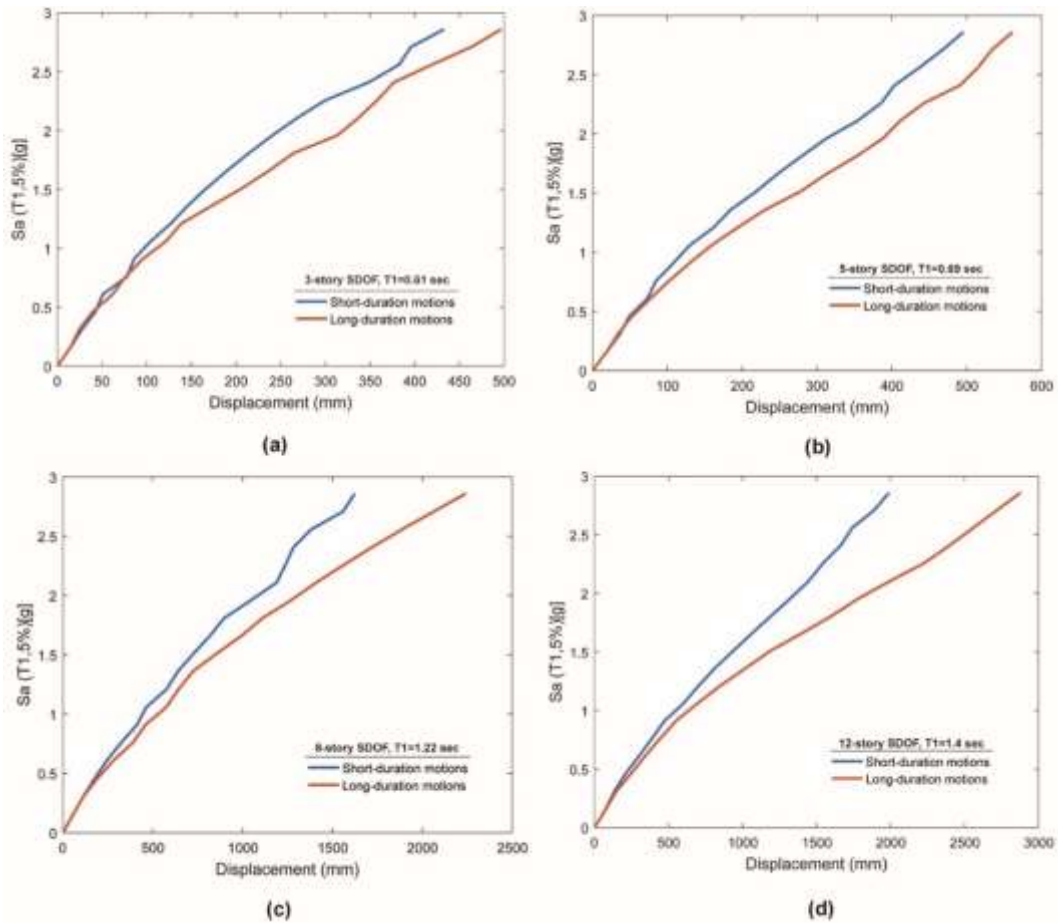 3
2.5
2
1.5
1
0.5
0
Sa (T1,5%)[g]
3-story SDOF, T1=0.61 sec
Short-duration motions
Long-duration motions
0 50 100 150 200 250 300 350 400 450 500
Displacement (mm)
(a)
3
2.5
2
1.5
1
0.5
0
Sa (T1,5%)[g]
5-story SDOF, T1=0.89 sec
Short-duration motions
Long-duration motions
0 100 200 300 400 500 600
Displacement (mm)
(b)
3
2.5
2
1.5
1
0.5
0
Sa (T1,5%)[g]
8-story SDOF, T1=1.22 sec
Short-duration motions
Long-duration motions
0 500 1000 1500 2000 2500
Displacement (mm)
(c)
3
2.5
2
1.5
1
0.5
0
Sa (T1,5%)[g]
12-story SDOF, T1=1.4 sec
Short-duration motions
Long-duration motions
0 500 1000 1500 2000 2500 3000
Displacement (mm)
(d)